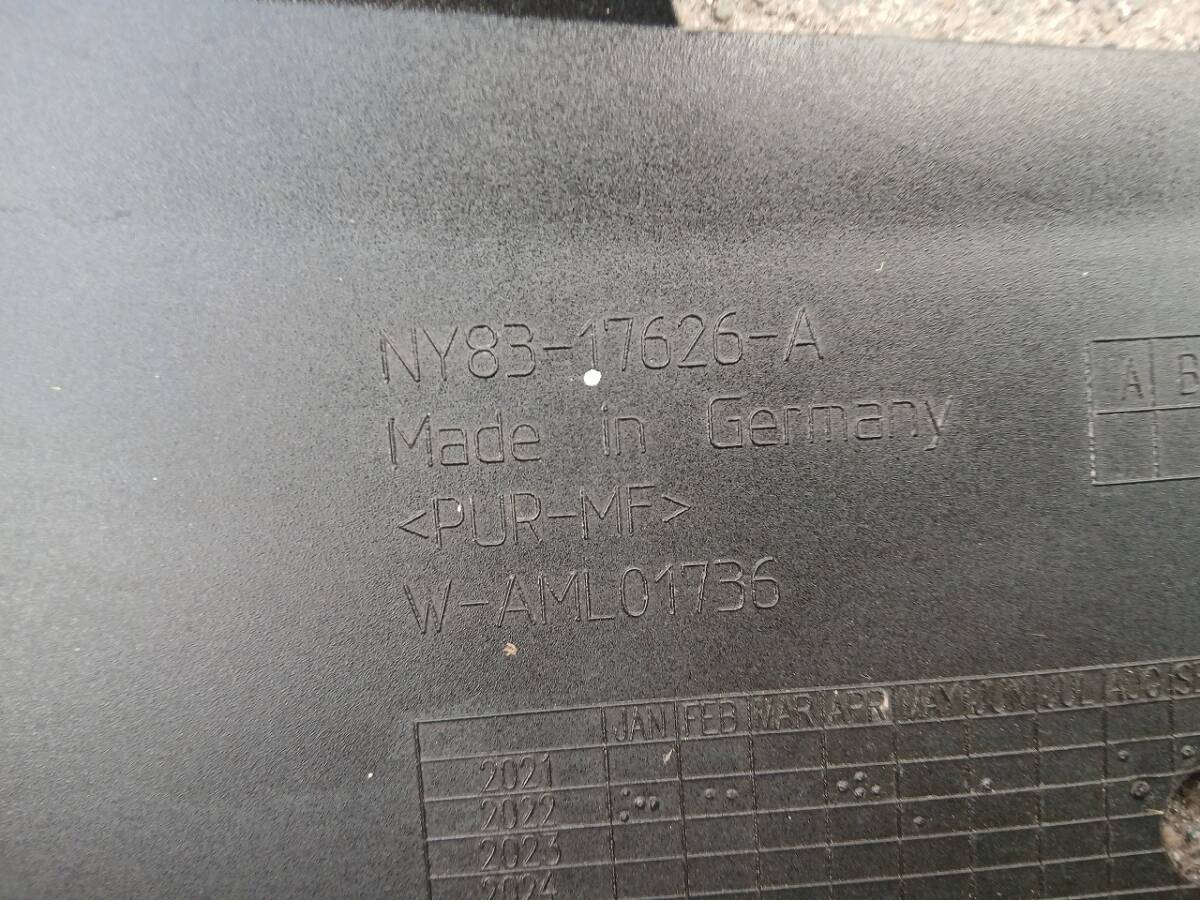 NY83-17626-A
Made in Germany
<PUR-MF>
W-AML01736
A B
JAN FEB MAR APR MAY JUN JUL AUG
2021
2022
2023
2024